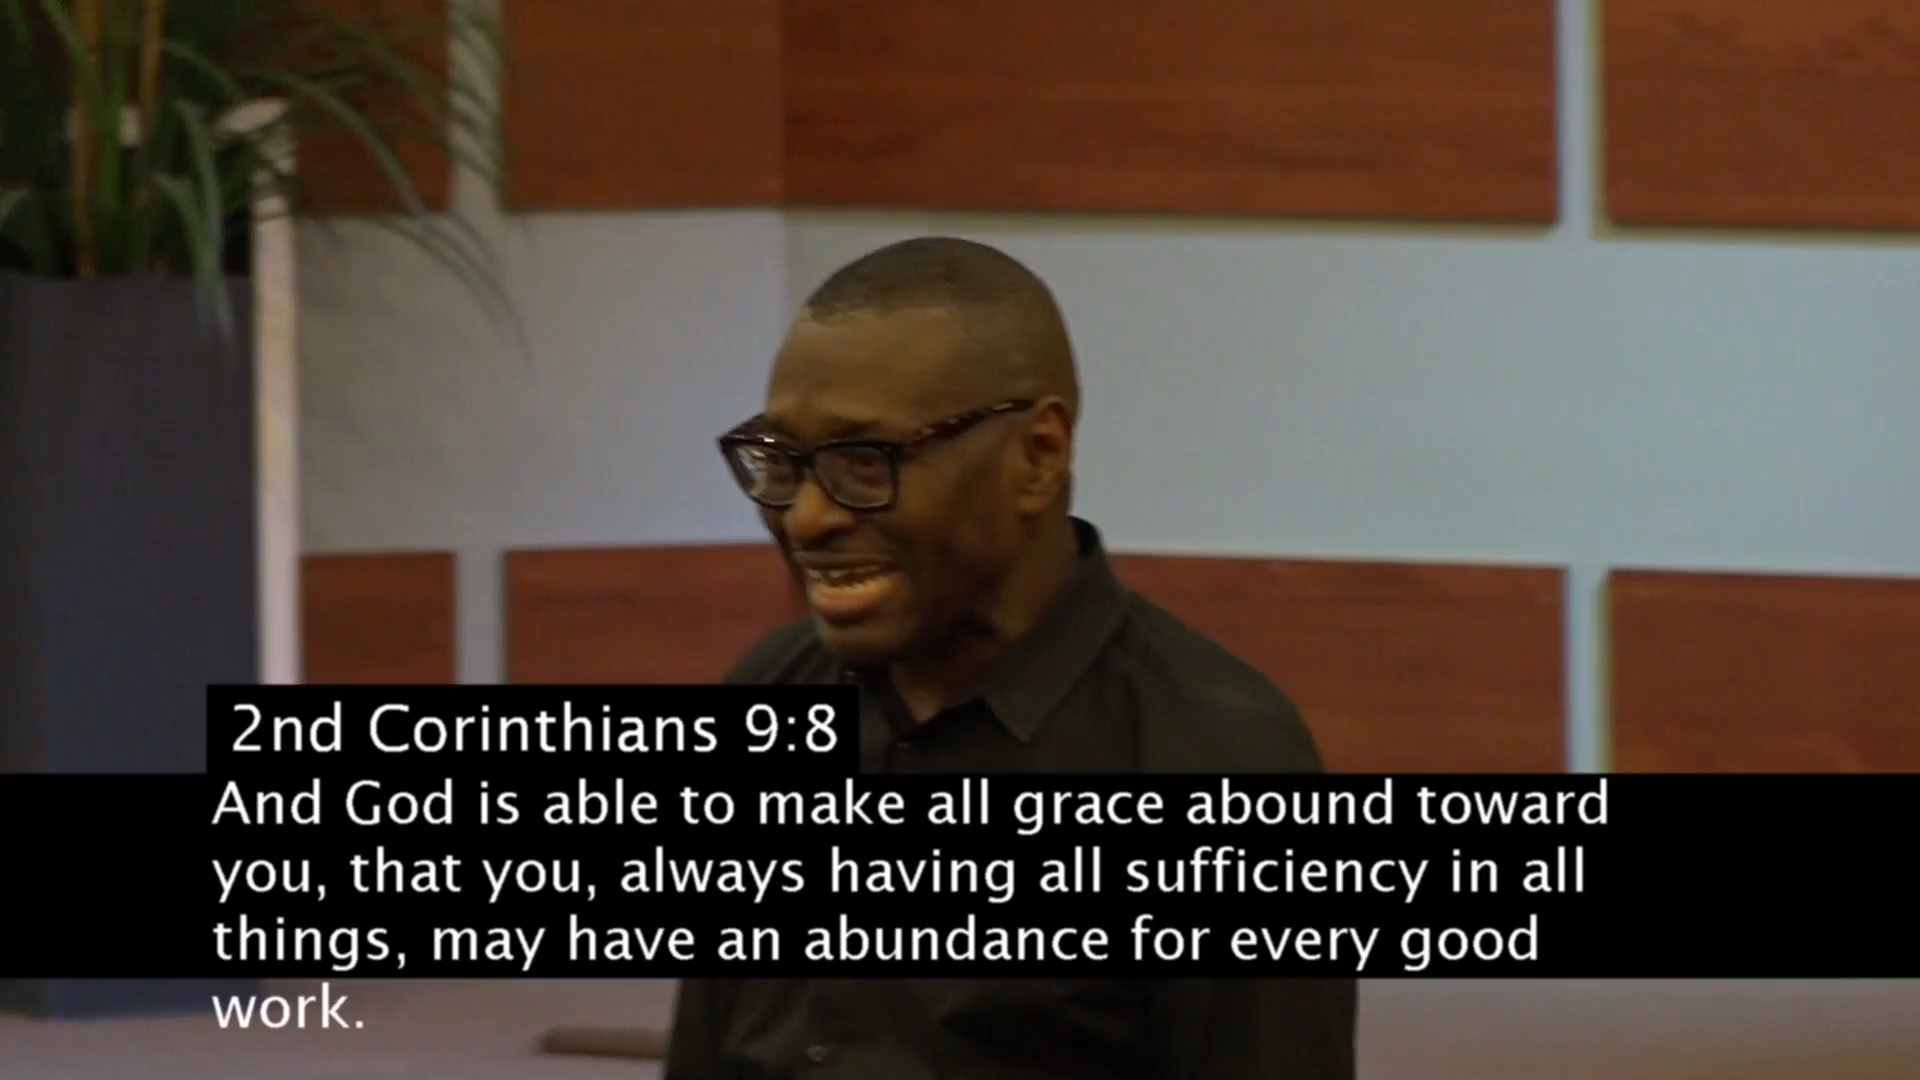 2nd Corinthians 9:8
And God is able to make all grace abound toward
you, that you, always having all sufficiency in all
things, may have an abundance for every good
work.